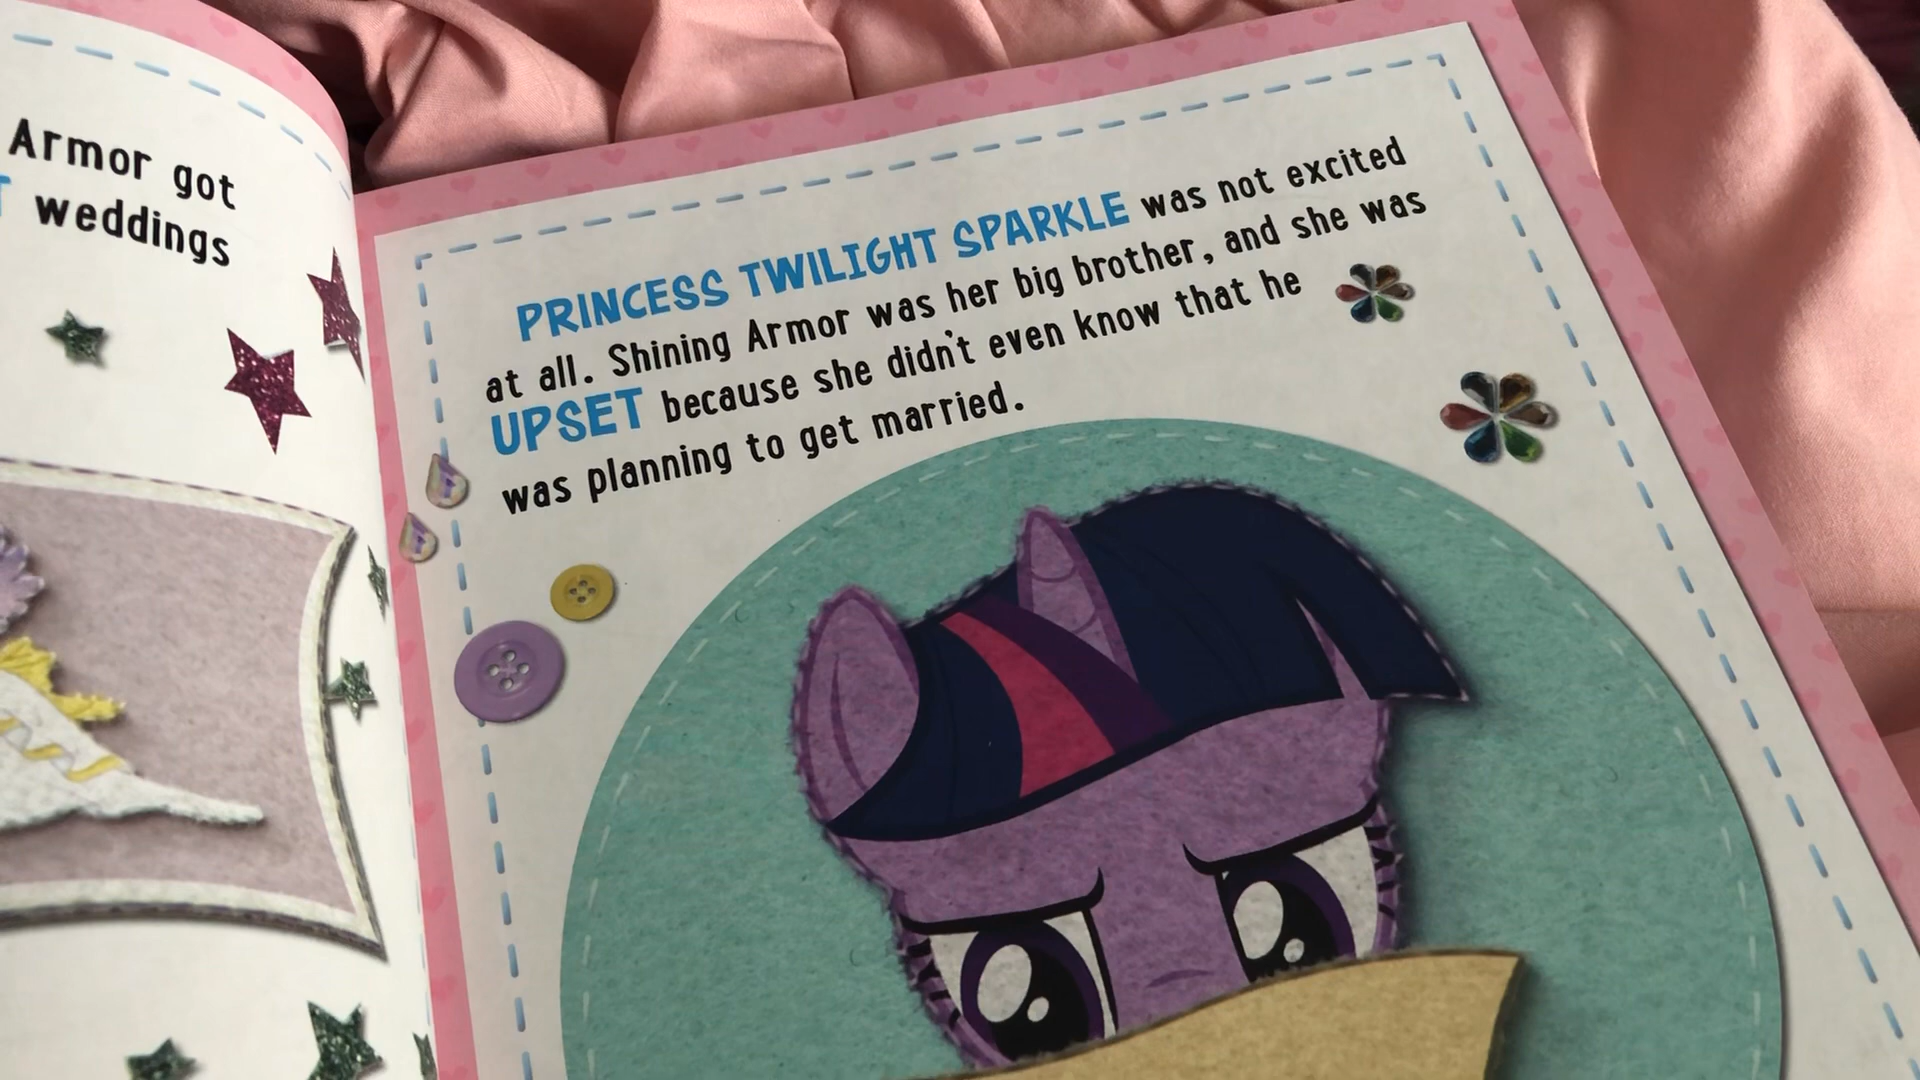 Armor got
weddings
PRINCESS TWILIGHT SPARKLE was not excited
at all. Shining Armor was her big brother, and she was
UPSET because she didn't even know that he
was planning to get married.